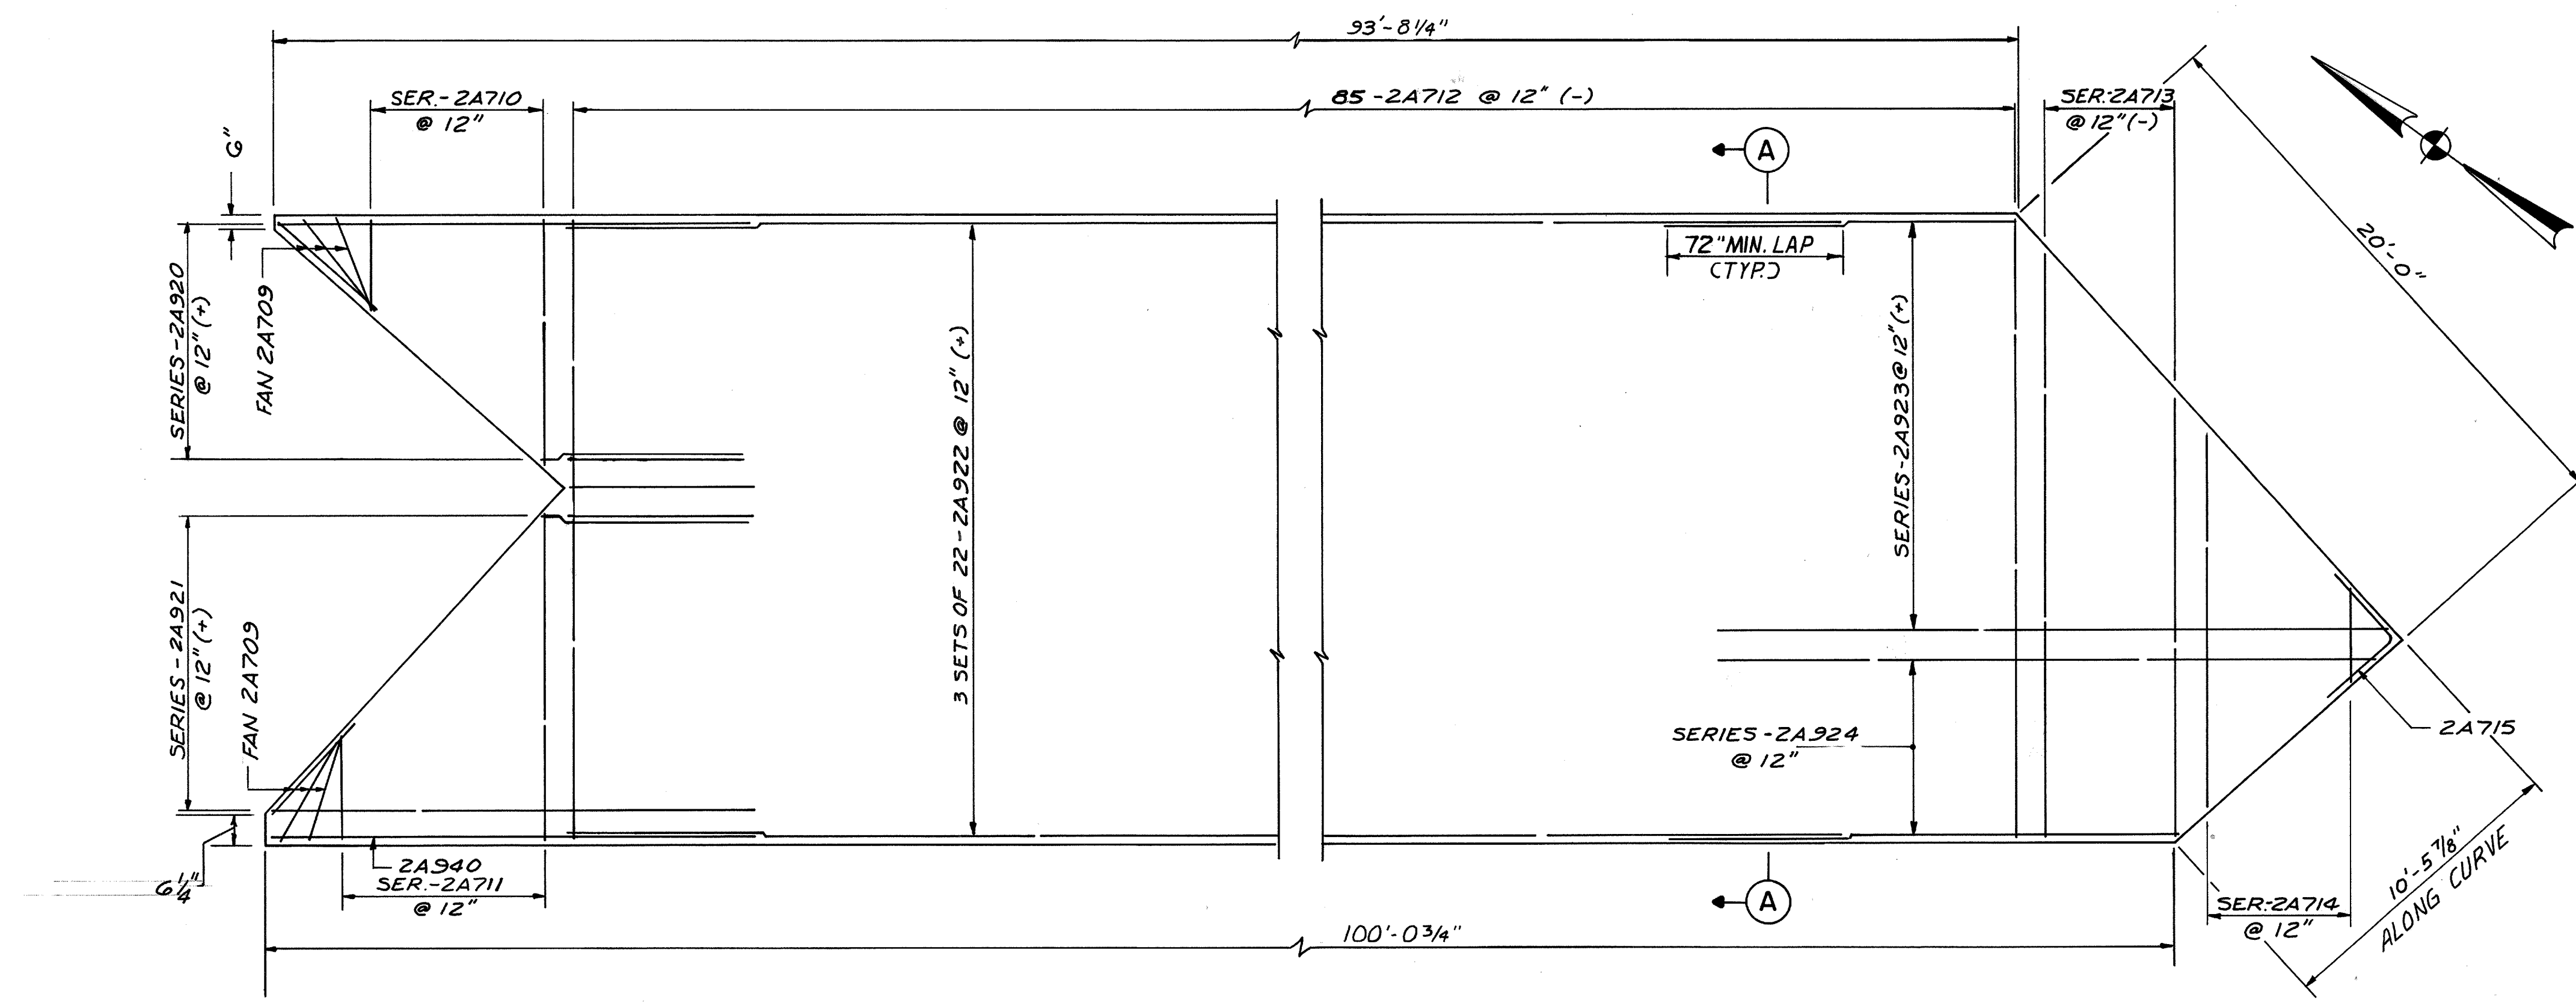 93'-8 1/4"
SER.-2A710
@ 12"
85-2A712 @ 12" (-)
SER.-2A713
@ 12" (-)
6"
A
20'-0"
72" MIN. LAP
(TYP.)
SERIES-2A920
@ 12" (+)
FAN 2A709
3 SETS OF 22-2A922 @ 12" (+)
SERIES-2A923 @ 12" (+)
SERIES-2A921
@ 12" (+)
FAN 2A709
SERIES-2A924
@ 12"
2A715
6 1/4"
2A940
SER.-2A711
@ 12"
A
10'-5 7/8"
ALONG CURVE
SER.-2A714
@ 12"
100'-0 3/4"